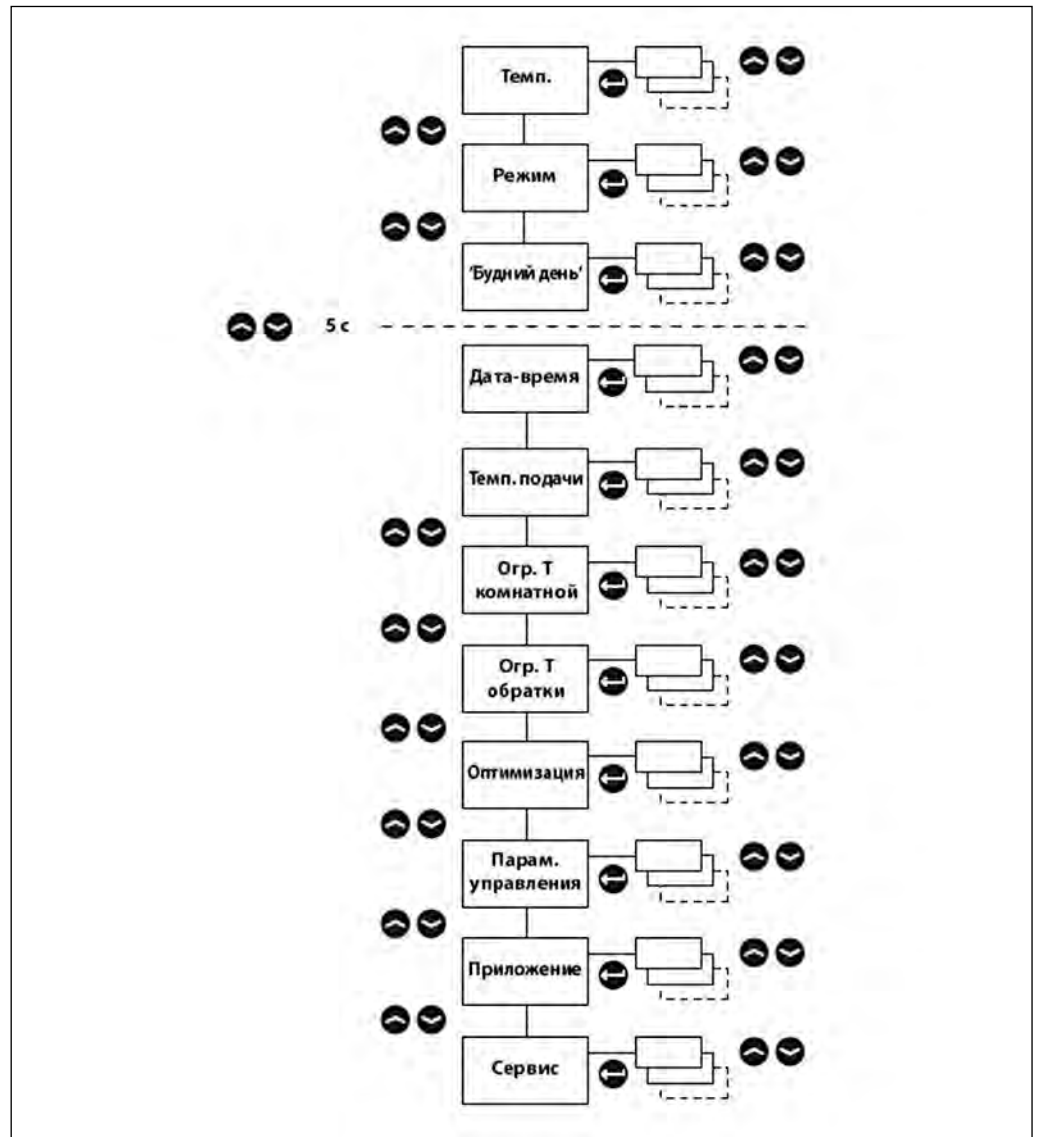 Темп.
Режим
'Будний день'
5 с
Дата-время
Темп. подачи
Огр. Т
комнатной
Огр. Т
обратки
Оптимизация
Парам.
управления
Приложение
Сервис